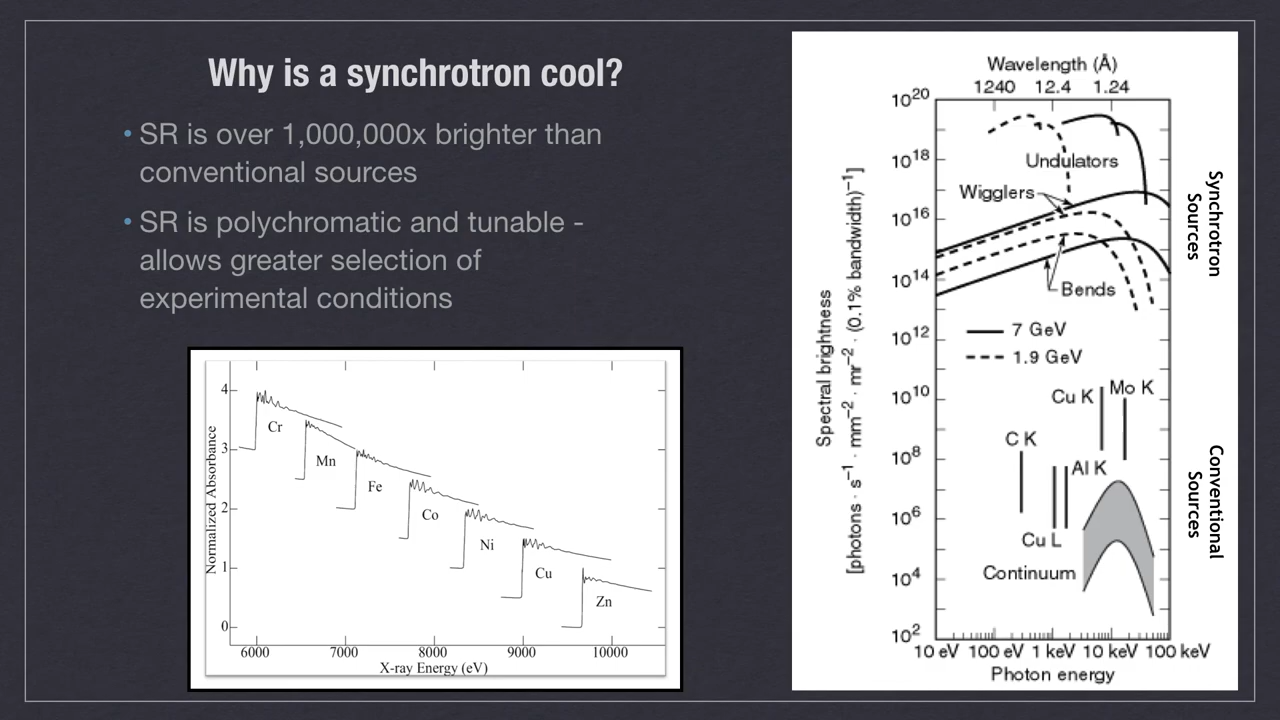 Why is a synchrotron cool?
• SR is over 1,000,000x brighter than
conventional sources
• SR is polychromatic and tunable -
allows greater selection of
experimental conditions
4
3
2
1
0
Normalized Absorbance
Cr
Mn
Fe
Co
Ni
Cu
Zn
6000 7000 8000 9000 10000
X-ray Energy (eV)
Wavelength (Å)
1240 12.4 1.24
10²⁰
10¹⁸
10¹⁶
10¹⁴
10¹²
10¹⁰
10⁸
10⁶
10⁴
10²
Spectral brightness
[photons · s⁻¹ · mm⁻² · mr⁻² · (0.1% bandwidth)⁻¹]
Undulators
Wigglers
Bends
7 GeV
1.9 GeV
Cu K
Mo K
C K
Al K
Cu L
Continuum
10 eV 100 eV 1 keV 10 keV 100 keV
Photon energy
Synchrotron
Sources
Conventional
Sources